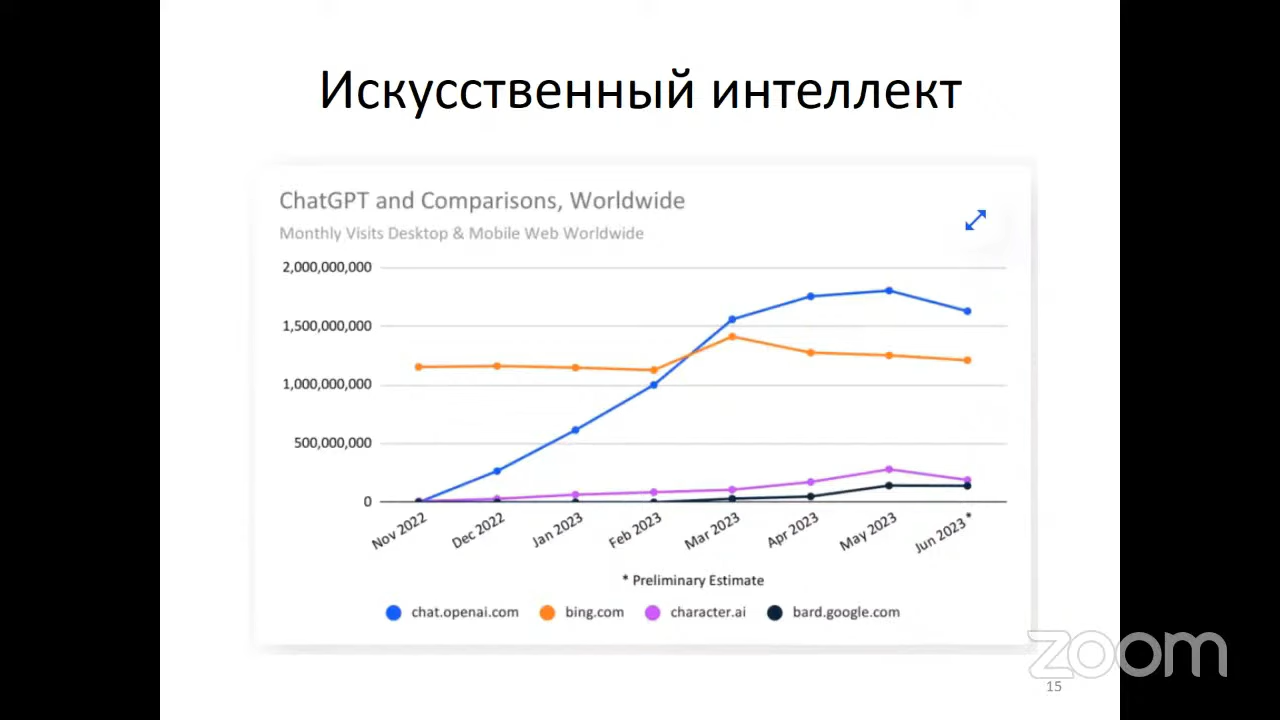 Искусственный интеллект
ChatGPT and Comparisons, Worldwide
Monthly Visits Desktop & Mobile Web Worldwide
2,000,000,000
1,500,000,000
1,000,000,000
500,000,000
0
Nov 2022 Dec 2022 Jan 2023 Feb 2023 Mar 2023 Apr 2023 May 2023 Jun 2023 *
* Preliminary Estimate
chat.openai.com bing.com character.ai bard.google.com
zoom
15